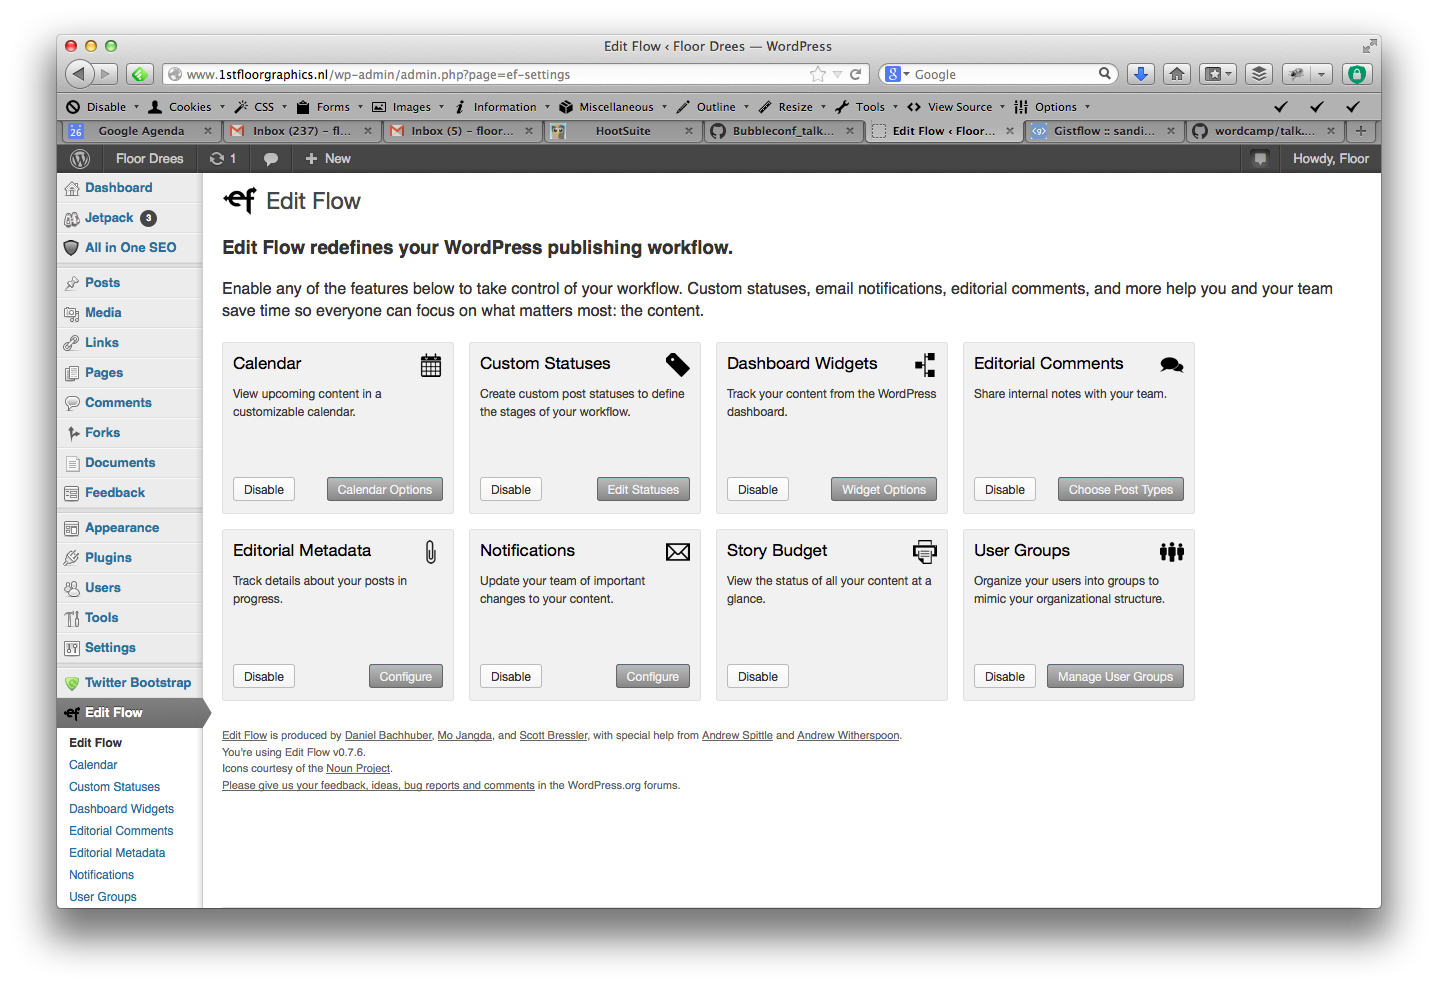 Edit Flow ‹ Floor Drees — WordPress
www.1stfloorgraphics.nl/wp-admin/admin.php?page=ef-settings
Google
Disable Cookies CSS Forms Images Information Miscellaneous Outline Resize Tools View Source Options
26 Google Agenda Inbox (237) – fl... Inbox (5) – floor... HootSuite Bubbleconf_talk... Edit Flow ‹ Floor... Gistflow :: sandi... wordcamp/talk....
Floor Drees 1 New Howdy, Floor
Dashboard
Jetpack 3
All in One SEO
Posts
Media
Links
Pages
Comments
Forks
Documents
Feedback
Appearance
Plugins
Users
Tools
Settings
Twitter Bootstrap
ef Edit Flow
Edit Flow
Calendar
Custom Statuses
Dashboard Widgets
Editorial Comments
Editorial Metadata
Notifications
User Groups
ef Edit Flow
Edit Flow redefines your WordPress publishing workflow.
Enable any of the features below to take control of your workflow. Custom statuses, email notifications, editorial comments, and more help you and your team
save time so everyone can focus on what matters most: the content.
Calendar
View upcoming content in a
customizable calendar.
Disable Calendar Options
Custom Statuses
Create custom post statuses to define
the stages of your workflow.
Disable Edit Statuses
Dashboard Widgets
Track your content from the WordPress
dashboard.
Disable Widget Options
Editorial Comments
Share internal notes with your team.
Disable Choose Post Types
Editorial Metadata
Track details about your posts in
progress.
Disable Configure
Notifications
Update your team of important
changes to your content.
Disable Configure
Story Budget
View the status of all your content at a
glance.
Disable
User Groups
Organize your users into groups to
mimic your organizational structure.
Disable Manage User Groups
Edit Flow is produced by Daniel Bachhuber, Mo Jangda, and Scott Bressler, with special help from Andrew Spittle and Andrew Witherspoon.
You're using Edit Flow v0.7.6.
Icons courtesy of the Noun Project.
Please give us your feedback, ideas, bug reports and comments in the WordPress.org forums.